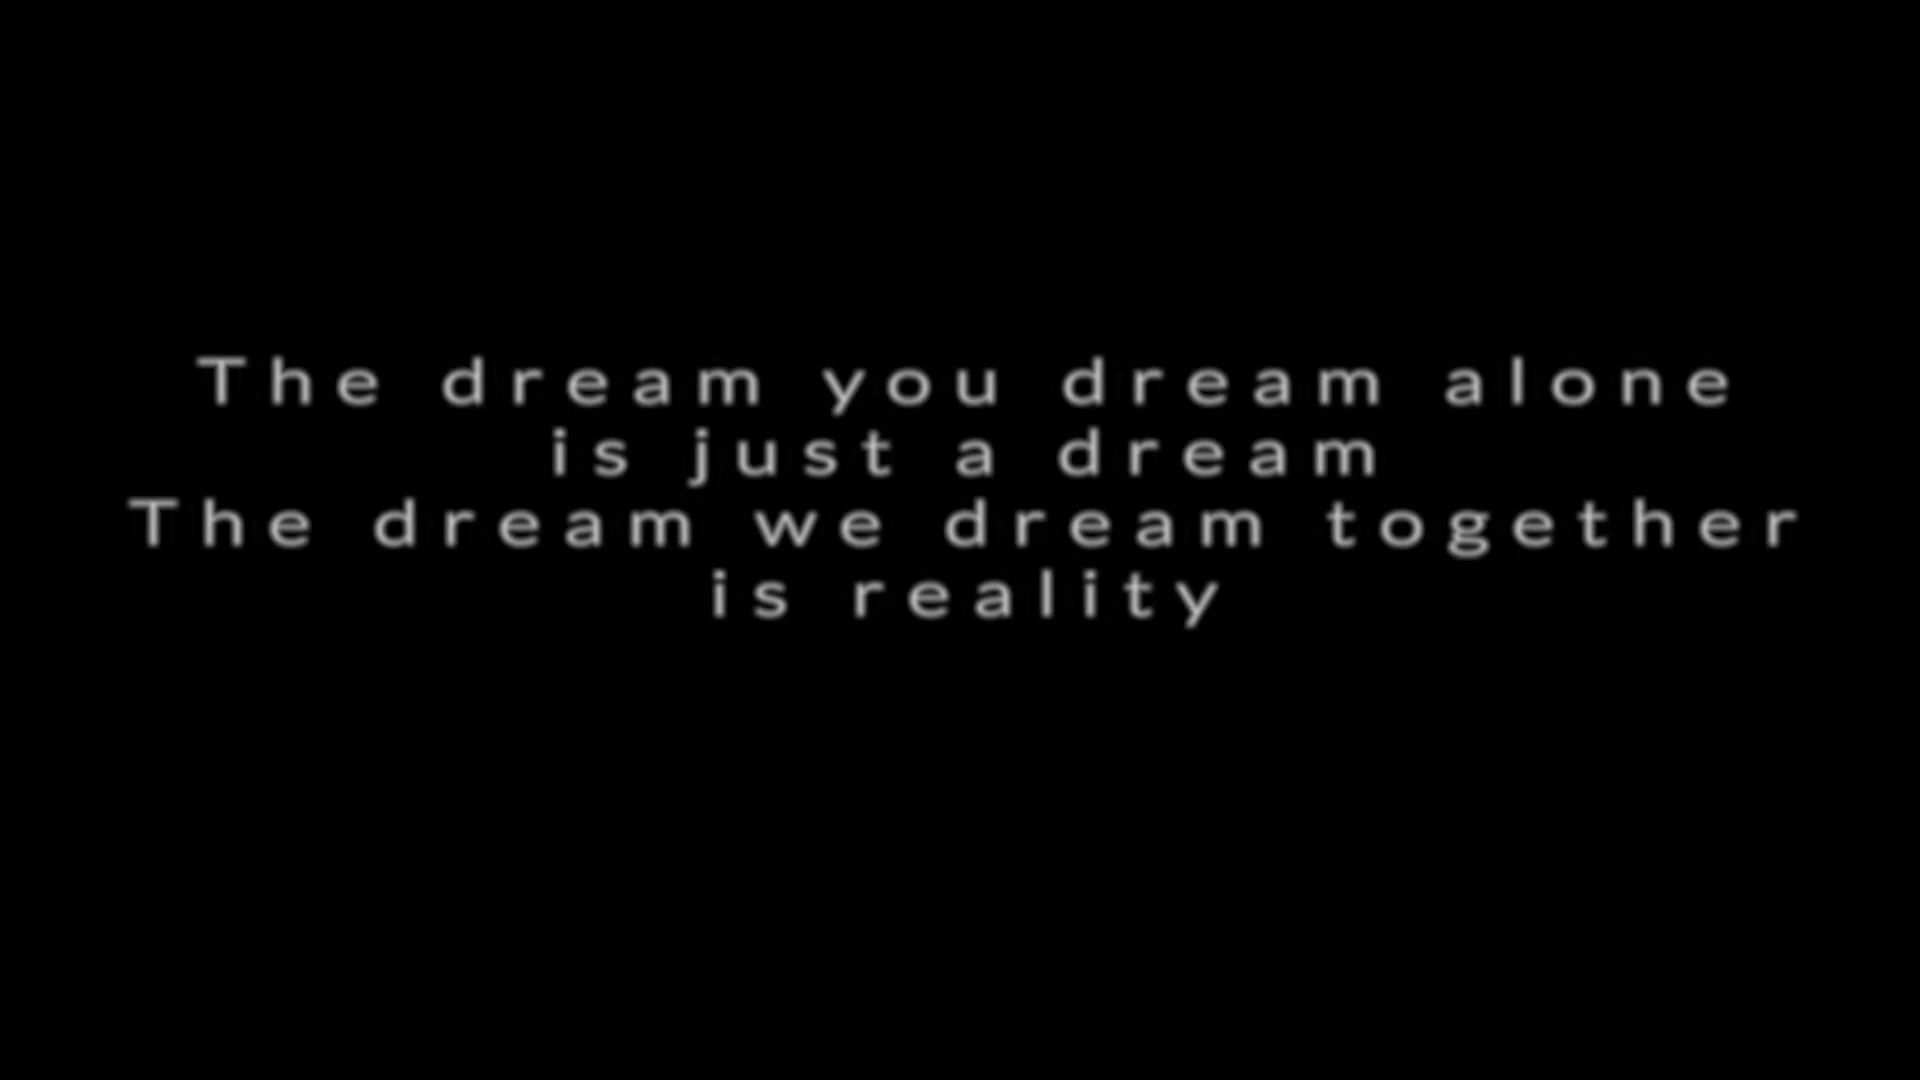 The dream you dream alone
is just a dream
The dream we dream together
is reality